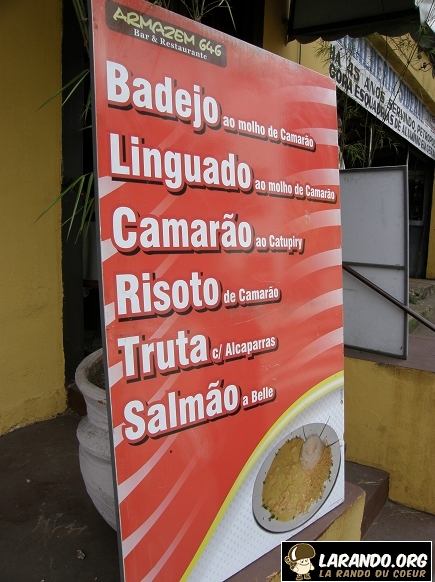 ARMAZEM 646
Bar & Restaurante
Badejo ao molho de Camarão
Linguado ao molho de Camarão
Camarão ao Catupiry
Risoto de Camarão
Truta c/ Alcaparras
Salmão a Belle
LARANDO.ORG
LA RANDO DU COEUR